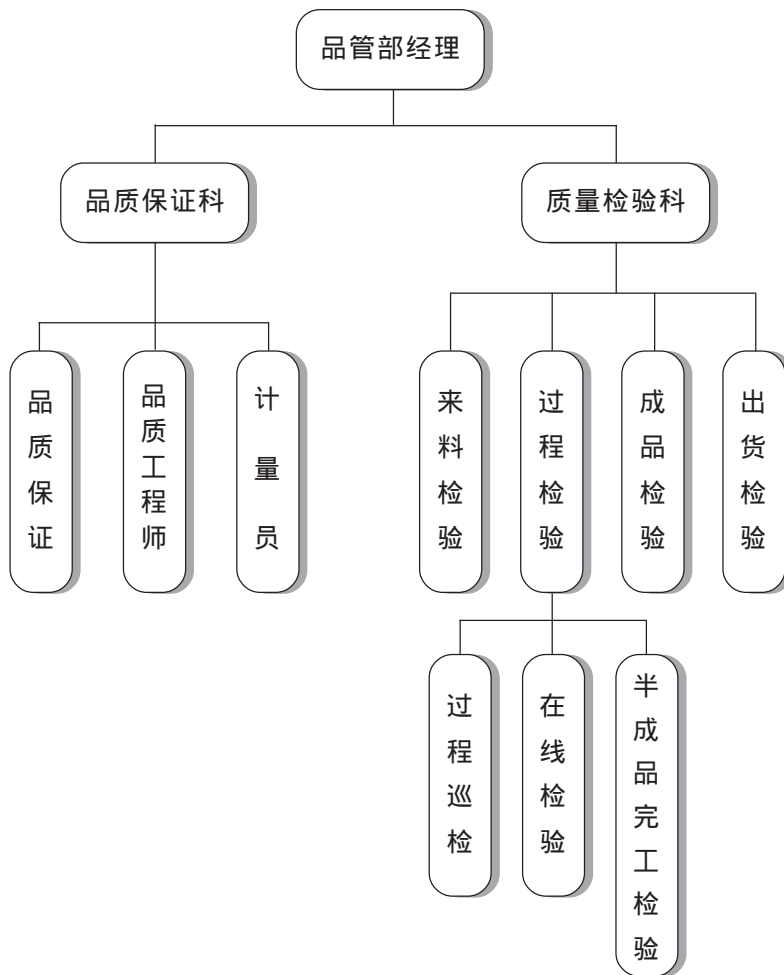 品管部经理
品质保证科
质量检验科
品质保证
品质工程师
计量员
来料检验
过程检验
成品检验
出货检验
过程巡检
在线检验
半成品完工检验